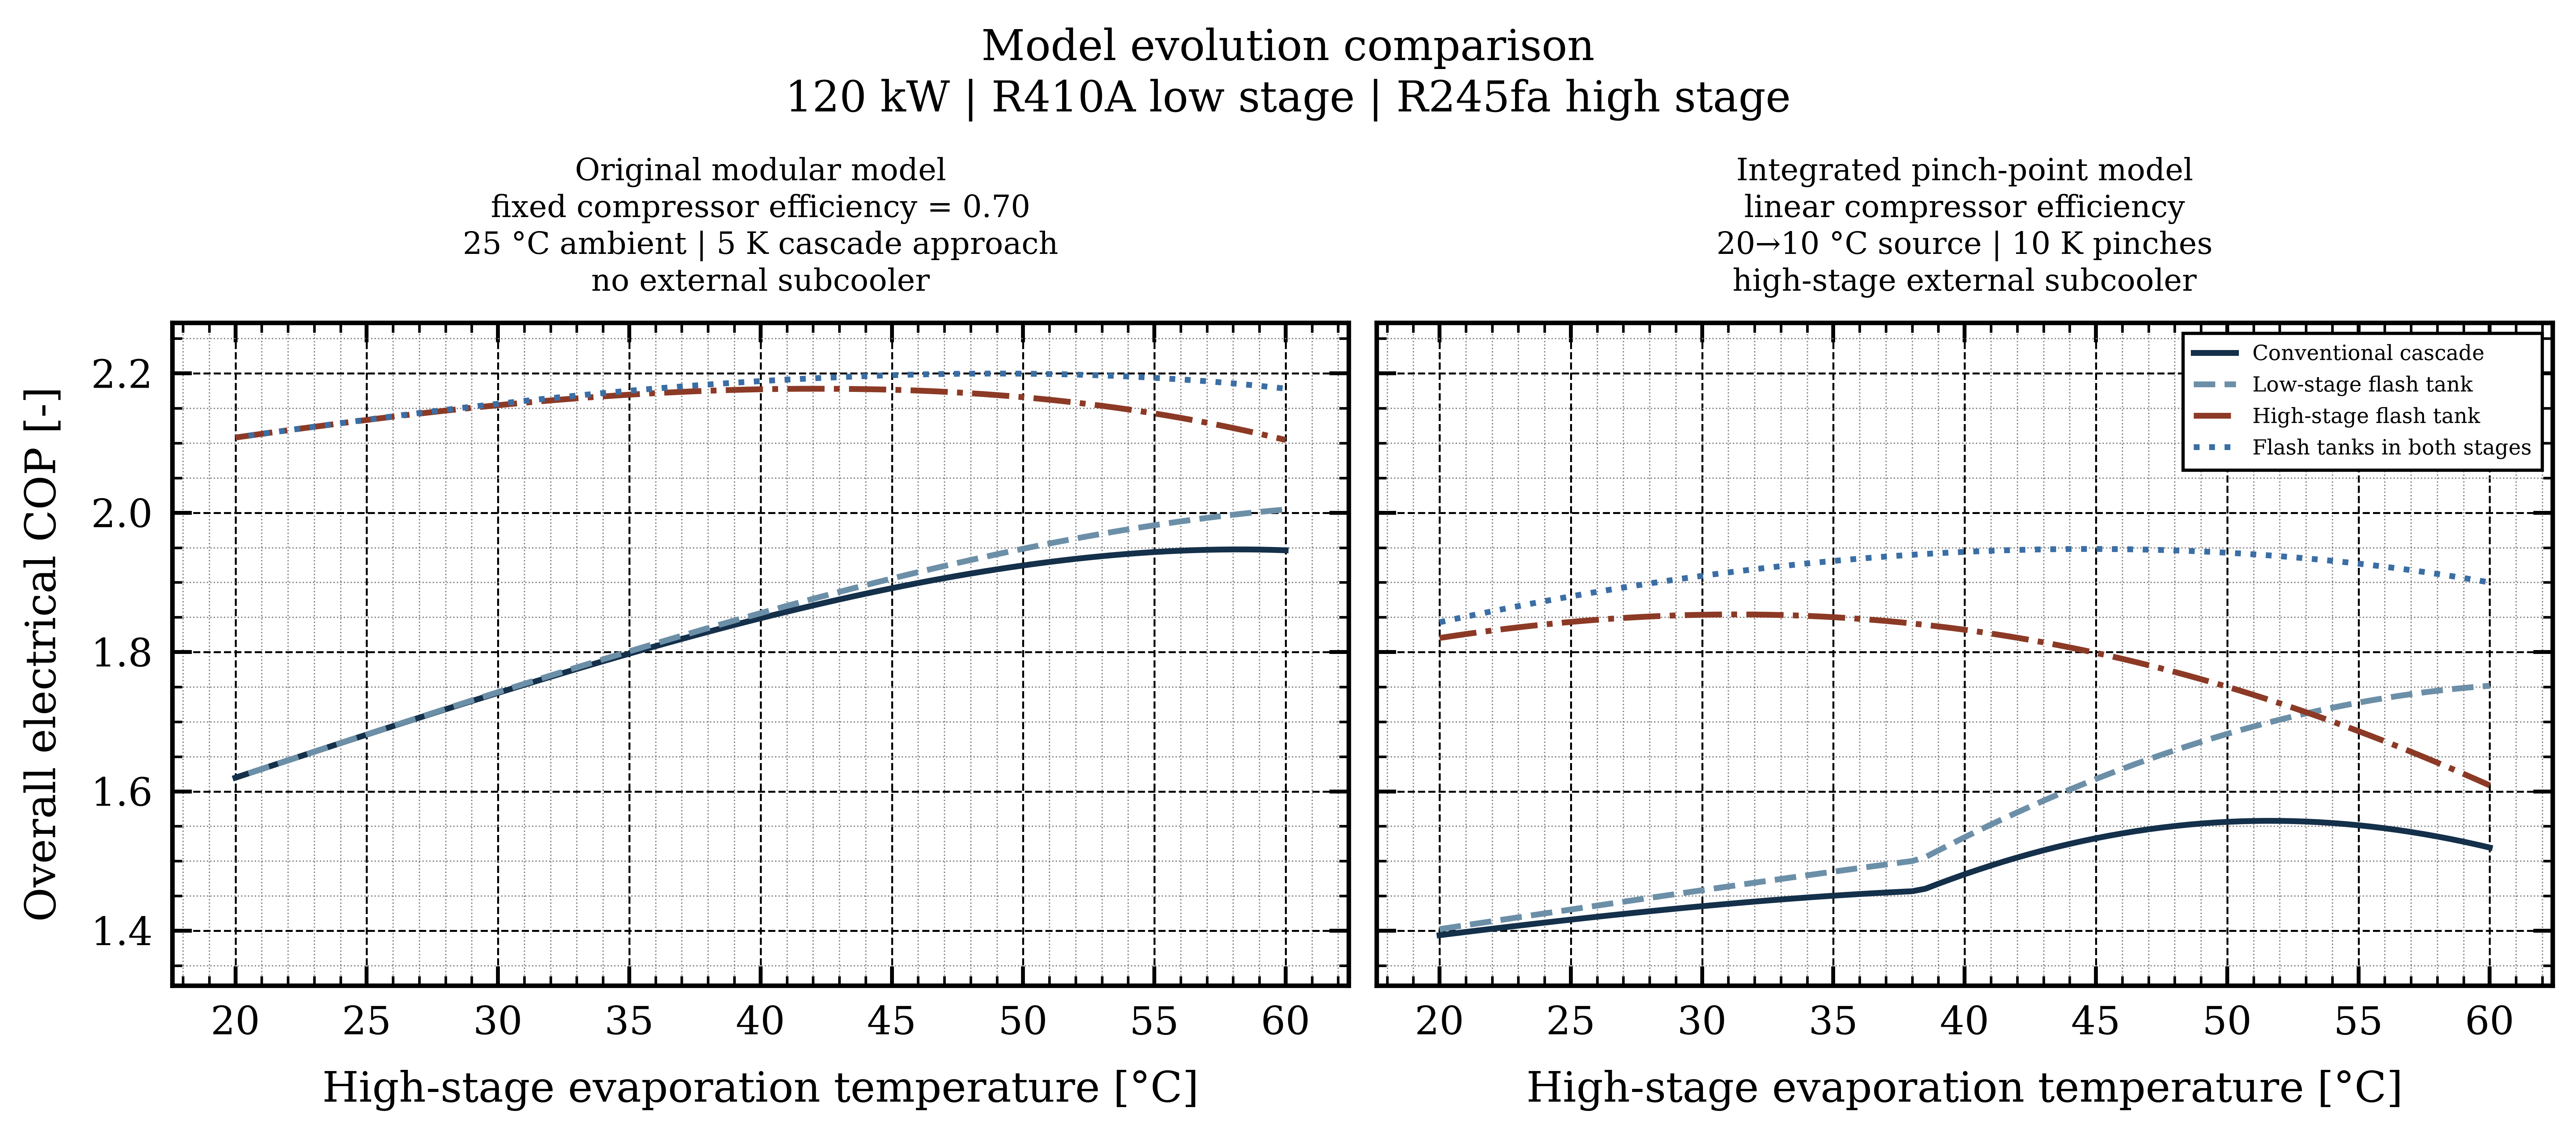 Model evolution comparison
120 kW | R410A low stage | R245fa high stage
Original modular model
fixed compressor efficiency = 0.70
25 °C ambient | 5 K cascade approach
no external subcooler
Integrated pinch-point model
linear compressor efficiency
20→10 °C source | 10 K pinches
high-stage external subcooler
Overall electrical COP [-]
2.2
2.0
1.8
1.6
1.4
20 25 30 35 40 45 50 55 60
High-stage evaporation temperature [°C]
Conventional cascade
Low-stage flash tank
High-stage flash tank
Flash tanks in both stages
20 25 30 35 40 45 50 55 60
High-stage evaporation temperature [°C]